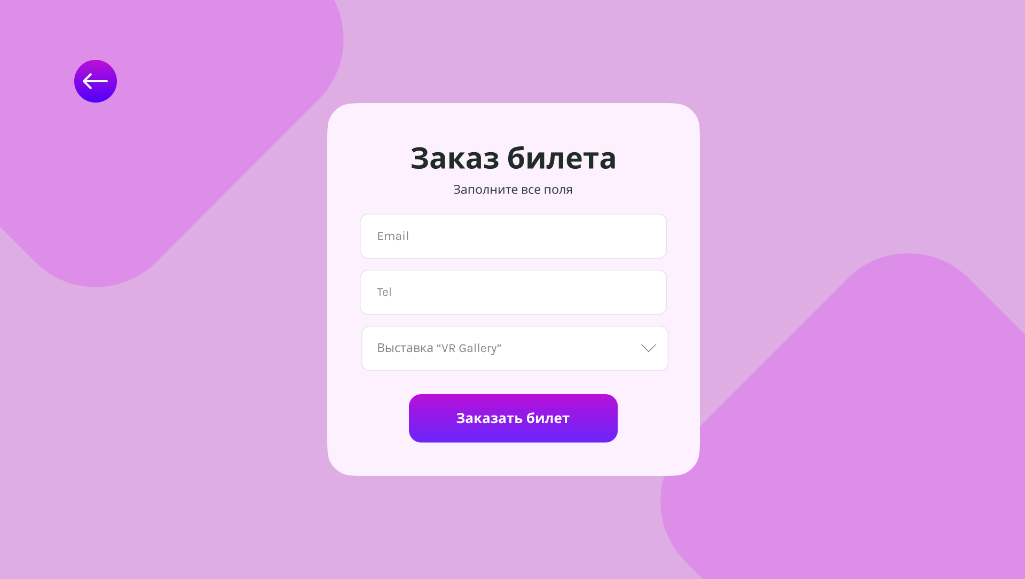 Заказ билета
Заполните все поля
Email
Tel
Выставка “VR Gallery”
Заказать билет